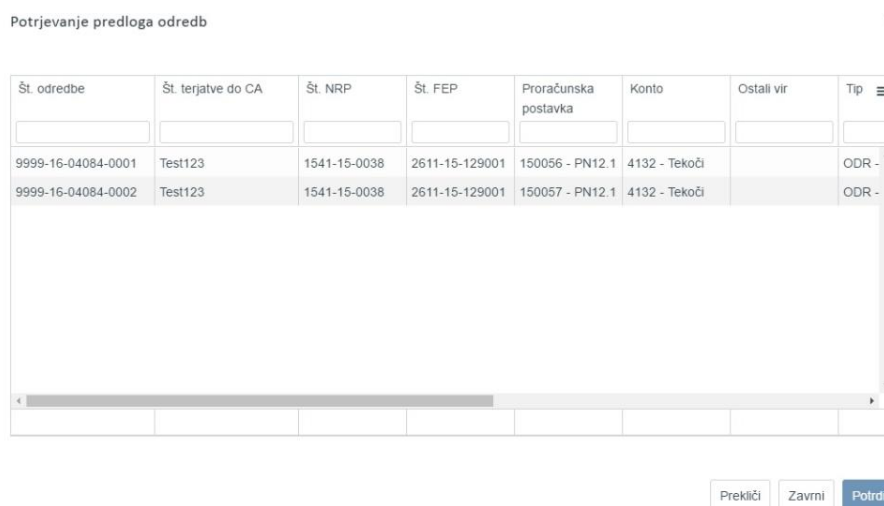 Potrjevanje predloga odredb
Št. odredbe Št. terjatve do CA Št. NRP Št. FEP Proračunska postavka Konto Ostali vir Tip
9999-16-04084-0001 Test123 1541-15-0038 2611-15-129001 150056 - PN12.1 4132 - Tekoči ODR -
9999-16-04084-0002 Test123 1541-15-0038 2611-15-129001 150057 - PN12.1 4132 - Tekoči ODR -
Prekliči Zavrni Potrdi